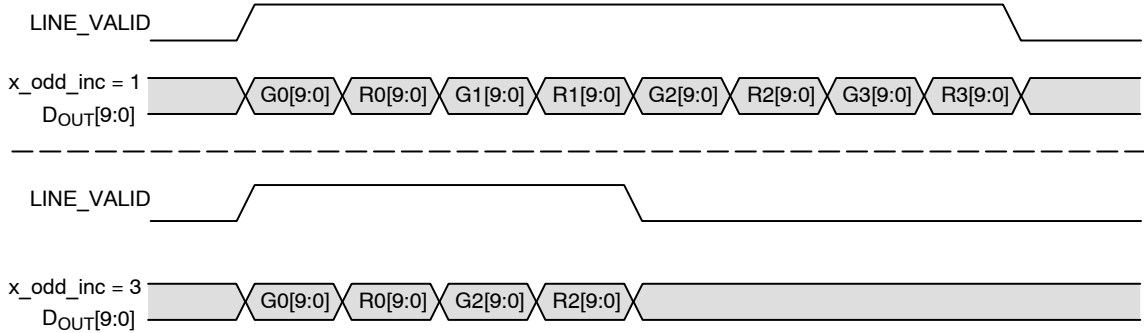 LINE_VALID
x_odd_inc = 1
G0[9:0] R0[9:0] G1[9:0] R1[9:0] G2[9:0] R2[9:0] G3[9:0] R3[9:0]
DOUT[9:0]
LINE_VALID
x_odd_inc = 3
G0[9:0] R0[9:0] G2[9:0] R2[9:0]
DOUT[9:0]